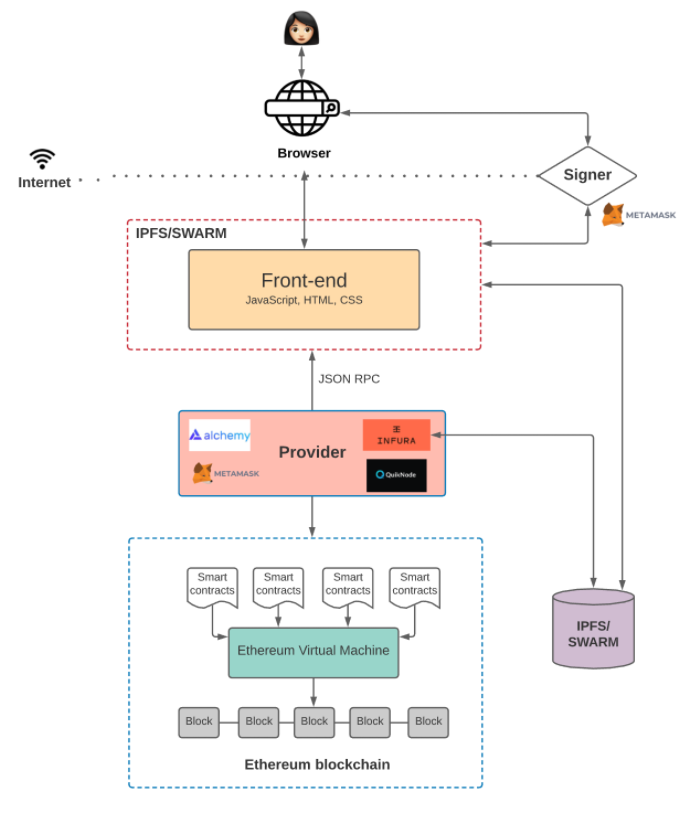 Browser
Internet
Signer
METAMASK
IPFS/SWARM
Front-end
JavaScript, HTML, CSS
JSON RPC
alchemy
Provider
INFURA
METAMASK
QuikNode
Smart
contracts
Smart
contracts
Smart
contracts
Smart
contracts
Ethereum Virtual Machine
IPFS/
SWARM
Block
Block
Block
Block
Block
Ethereum blockchain